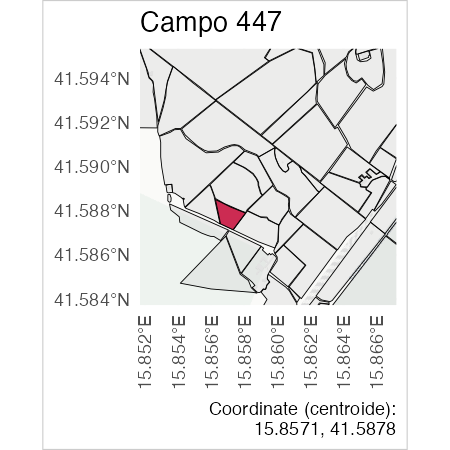 Campo 447
41.594°N
41.592°N
41.590°N
41.588°N
41.586°N
41.584°N
15.852°E
15.854°E
15.856°E
15.858°E
15.860°E
15.862°E
15.864°E
15.866°E
Coordinate (centroide):
15.8571, 41.5878